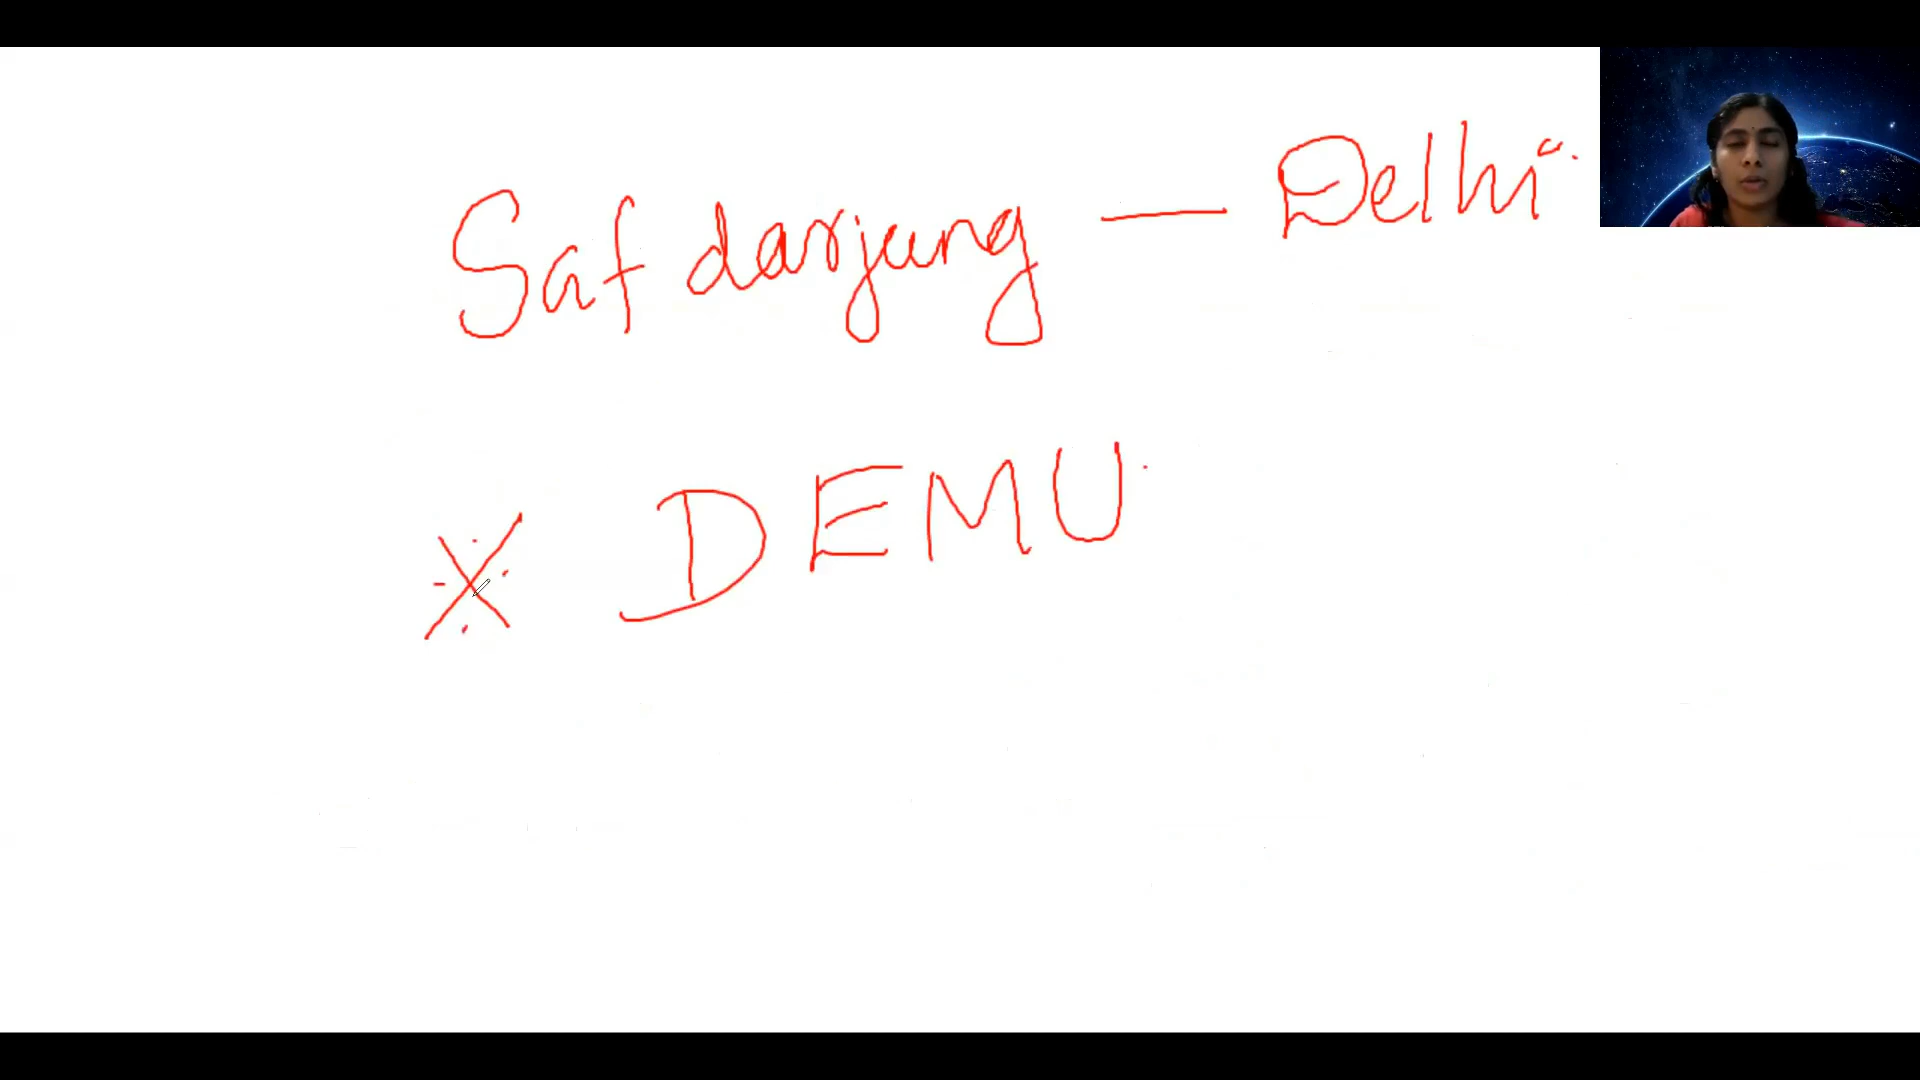 Safdarjung — Delhi
※ DEMU